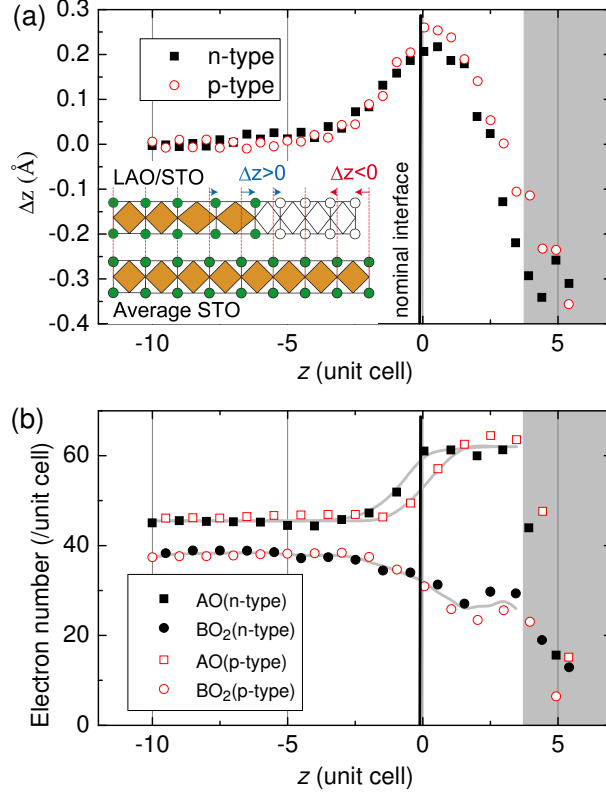 (a)
0.3
0.2
0.1
0.0
-0.1
-0.2
-0.3
-0.4
Δz (Å)
n-type
p-type
LAO/STO
Δz>0
Δz<0
Average STO
nominal interface
-10
-5
0
5
z (unit cell)
(b)
60
40
20
0
Electron number (/unit cell)
AO(n-type)
BO₂(n-type)
AO(p-type)
BO₂(p-type)
-10
-5
0
5
z (unit cell)